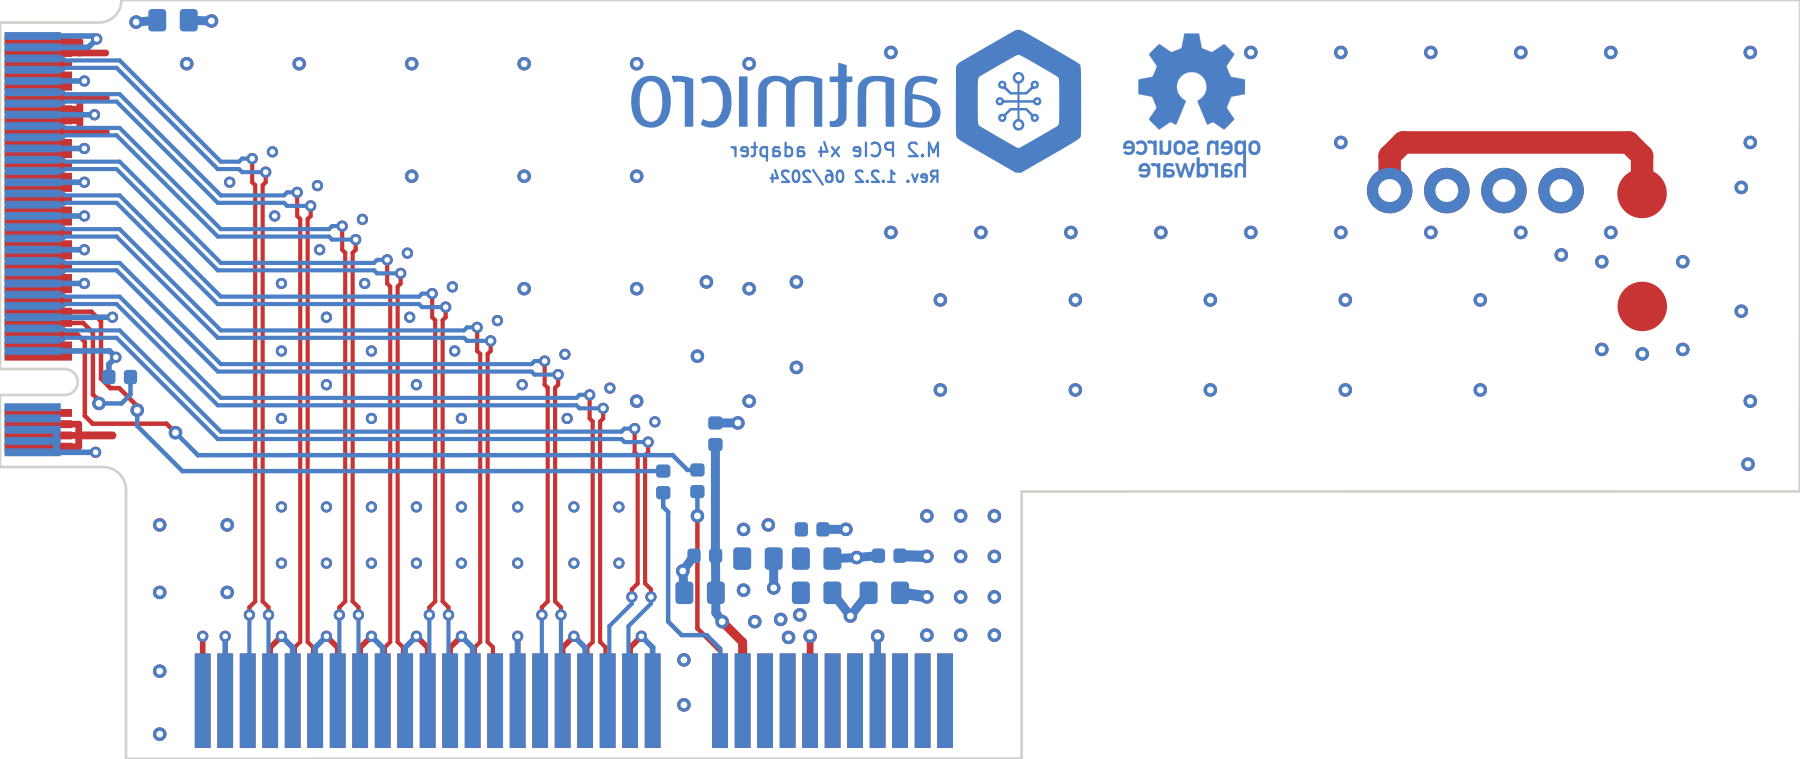 antmicro
M.2 PCIe x4 adapter
Rev. 1.2.2 06/2024
open source
hardware